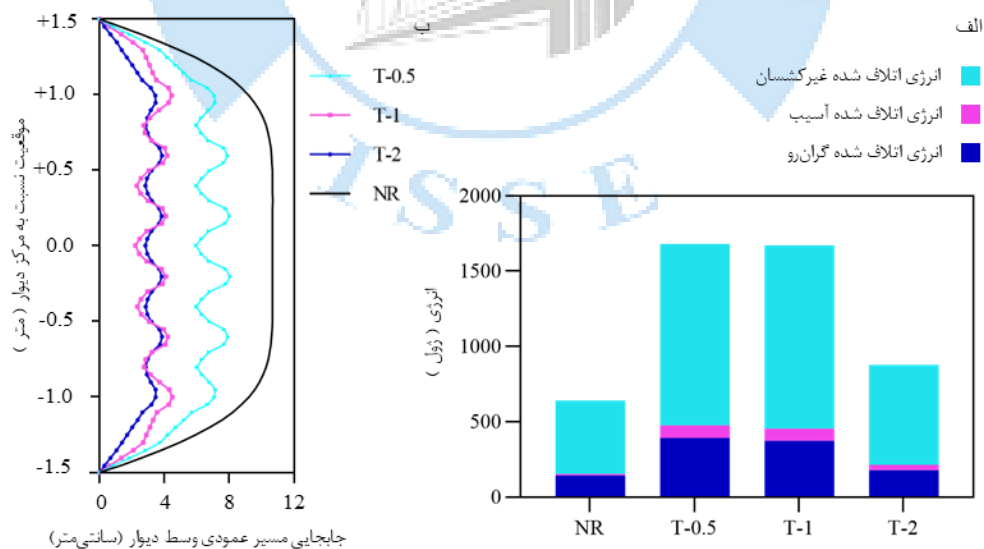 الف
انرژی اتلاف شده غیرکشسان
انرژی اتلاف شده آسیب
انرژی اتلاف شده گران‌رو
انرژی ( ژول )
2000
1500
1000
500
0
NR
T-0.5
T-1
T-2
ب
T-0.5
T-1
T-2
NR
موقعیت نسبت به مرکز دیوار ( متر )
+1.5
+1.0
+0.5
0.0
-0.5
-1.0
-1.5
0
4
8
12
جابجایی مسیر عمودی وسط دیوار (سانتی‌متر)
I S S E